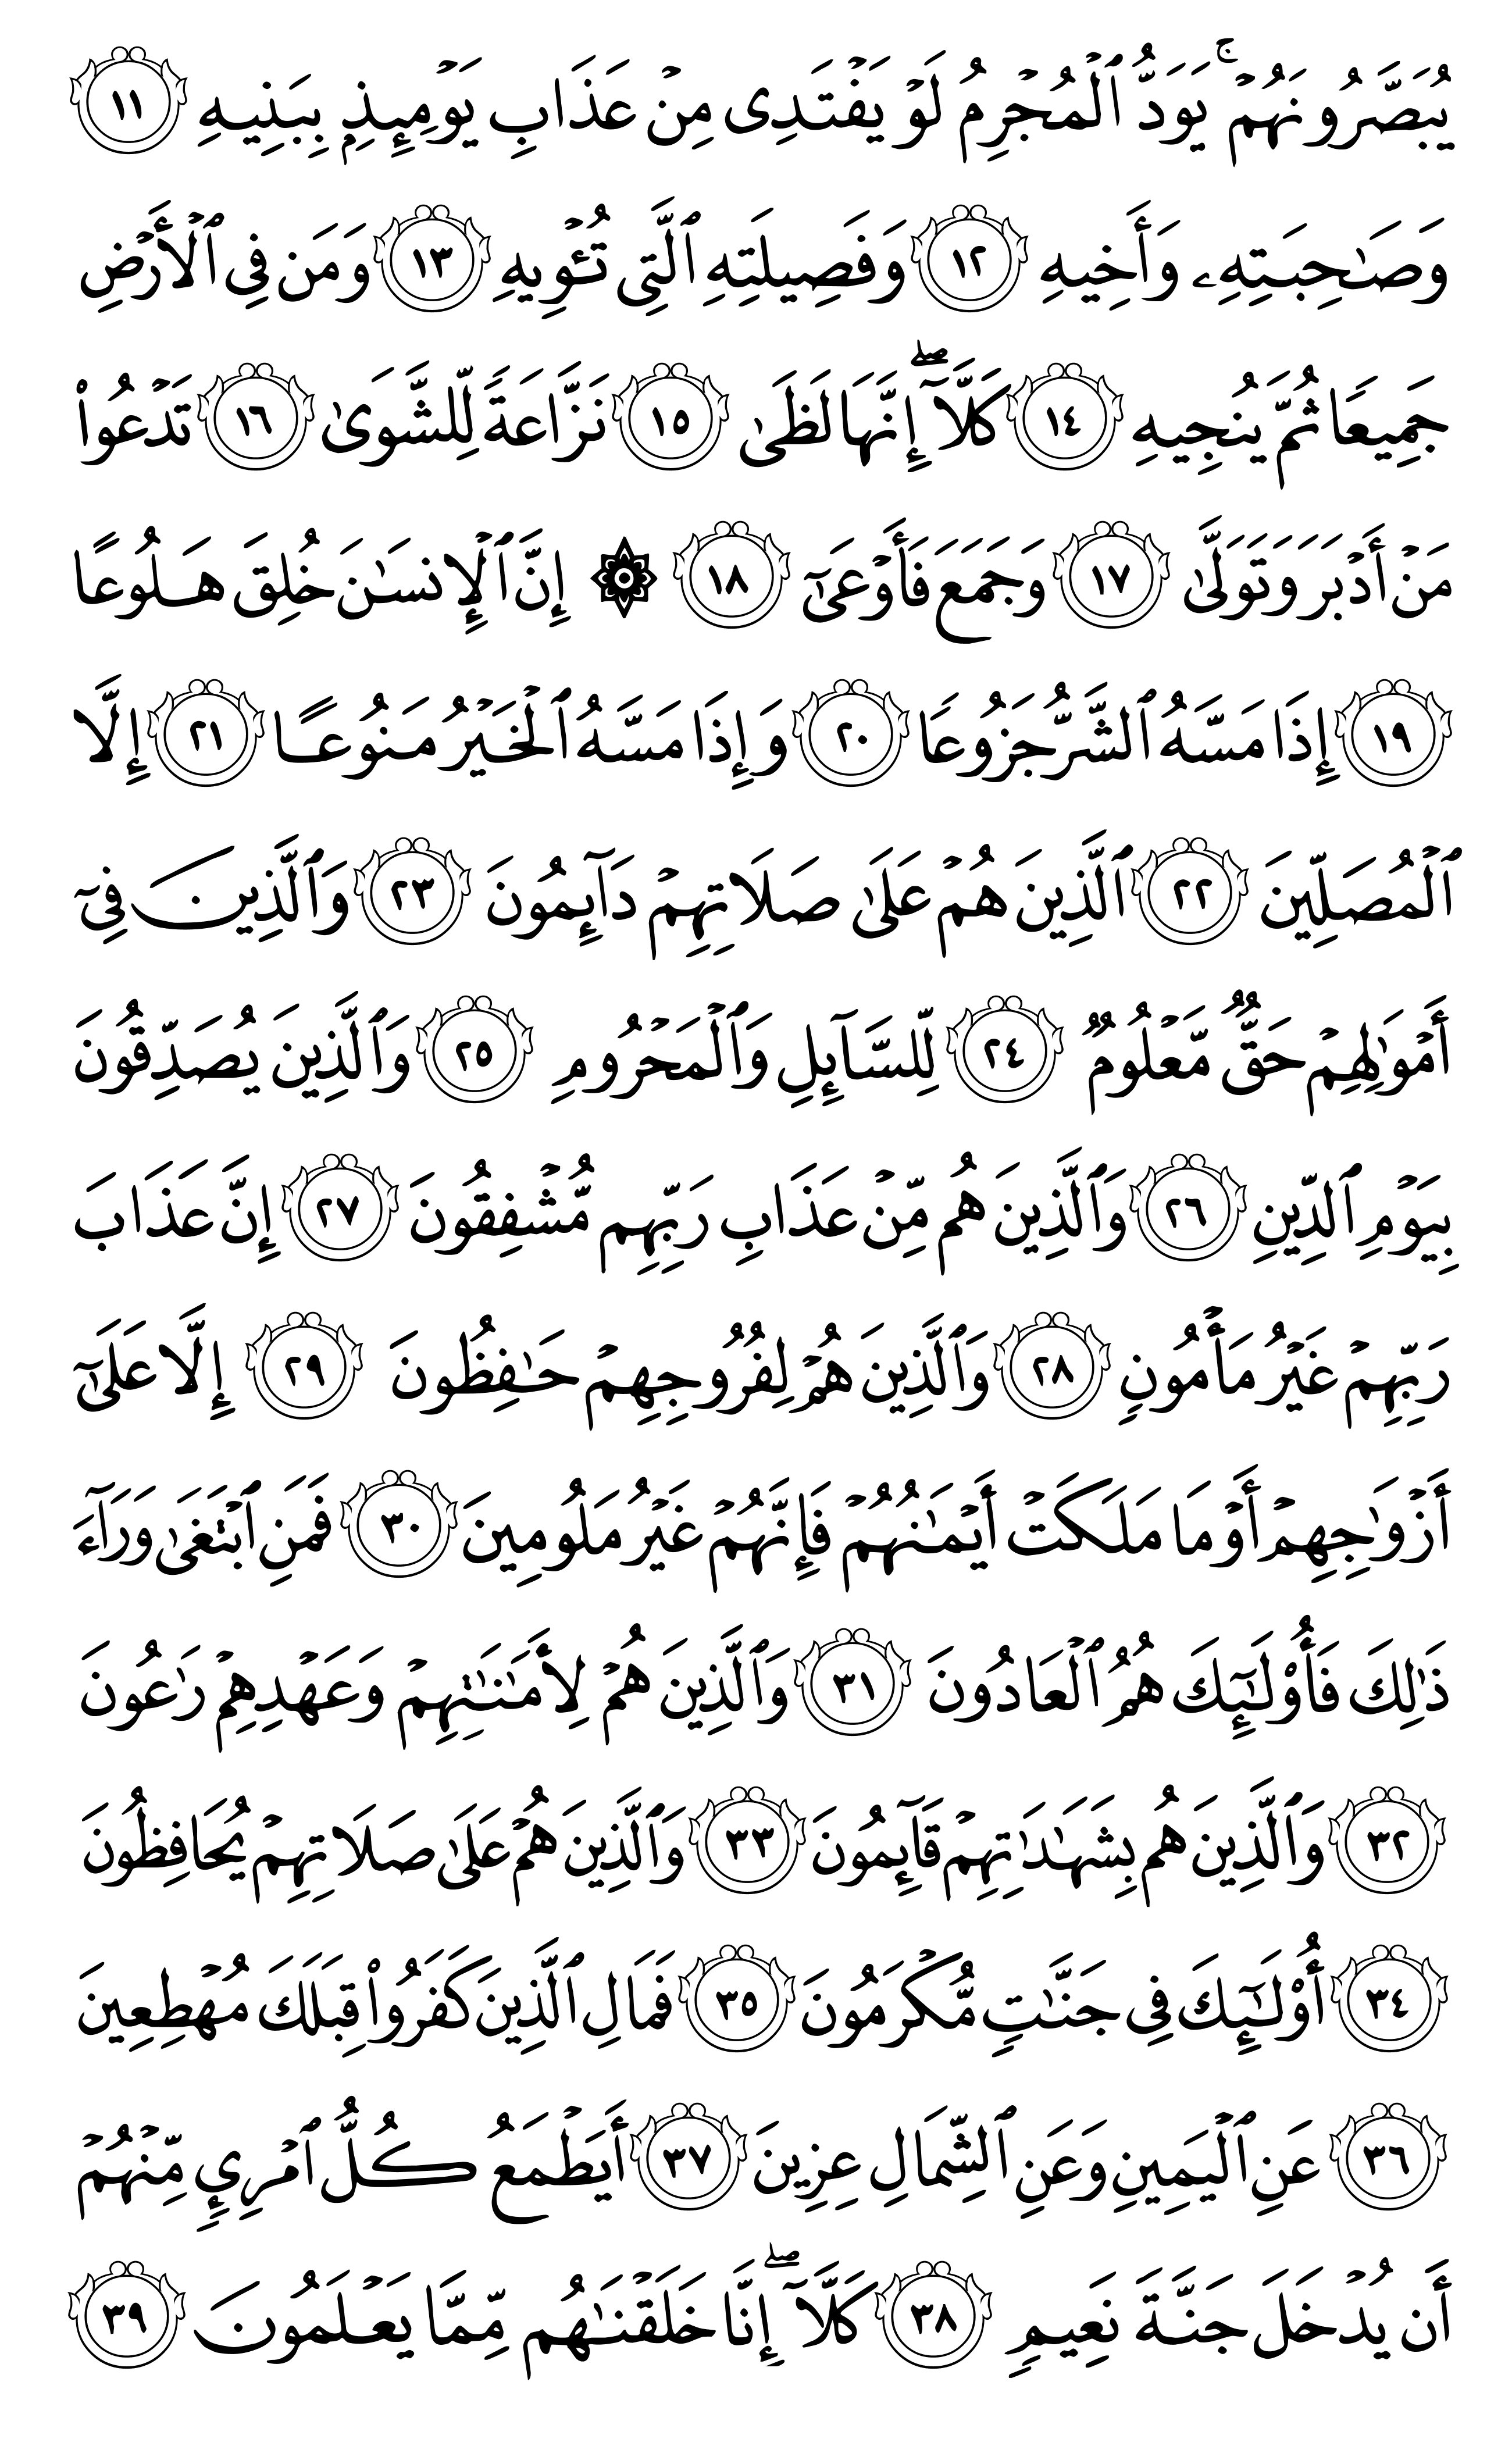 يُبَصَّرُونَهُمۡۚ يَوَدُّ ٱلۡمُجۡرِمُ لَوۡ يَفۡتَدِى مِنۡ عَذَابِ يَوۡمِئِذِۭ بِبَنِيهِ ١١
وَصَـٰحِبَتِهِۦ وَأَخِيهِ ١٢ وَفَصِيلَتِهِ ٱلَّتِى تُـٔۡوِيهِ ١٣ وَمَن فِى ٱلۡأَرۡضِ
جَمِيعًا ثُمَّ يُنجِيهِ ١٤ كَلَّآۖ إِنَّهَا لَظَىٰ ١٥ نَزَّاعَةً لِّلشَّوَىٰ ١٦ تَدۡعُواْ
مَنۡ أَدۡبَرَ وَتَوَلَّىٰ ١٧ وَجَمَعَ فَأَوۡعَىٰٓ ١٨ ۞ إِنَّ ٱلۡإِنسَـٰنَ خُلِقَ هَلُوعًا
١٩ إِذَا مَسَّهُ ٱلشَّرُّ جَزُوعًا ٢٠ وَإِذَا مَسَّهُ ٱلۡخَيۡرُ مَنُوعًا ٢١ إِلَّا
ٱلۡمُصَلِّينَ ٢٢ ٱلَّذِينَ هُمۡ عَلَىٰ صَلَاتِهِمۡ دَآئِمُونَ ٢٣ وَٱلَّذِينَ فِىٓ
أَمۡوَٰلِهِمۡ حَقٌّ مَّعۡلُومٌ ٢٤ لِّلسَّآئِلِ وَٱلۡمَحۡرُومِ ٢٥ وَٱلَّذِينَ يُصَدِّقُونَ
بِيَوۡمِ ٱلدِّينِ ٢٦ وَٱلَّذِينَ هُم مِّنۡ عَذَابِ رَبِّهِم مُّشۡفِقُونَ ٢٧ إِنَّ عَذَابَ
رَبِّهِمۡ غَيۡرُ مَأۡمُونٍ ٢٨ وَٱلَّذِينَ هُمۡ لِفُرُوجِهِمۡ حَـٰفِظُونَ ٢٩ إِلَّا عَلَىٰٓ
أَزۡوَٰجِهِمۡ أَوۡ مَا مَلَكَتۡ أَيۡمَـٰنُهُمۡ فَإِنَّهُمۡ غَيۡرُ مَلُومِينَ ٣٠ فَمَنِ ٱبۡتَغَىٰ وَرَآءَ
ذَٰلِكَ فَأُوْلَـٰٓئِكَ هُمُ ٱلۡعَادُونَ ٣١ وَٱلَّذِينَ هُمۡ لِأَمَـٰنَـٰتِهِمۡ وَعَهۡدِهِمۡ رَٰعُونَ
٣٢ وَٱلَّذِينَ هُم بِشَهَـٰدَٰتِهِمۡ قَآئِمُونَ ٣٣ وَٱلَّذِينَ هُمۡ عَلَىٰ صَلَاتِهِمۡ يُحَافِظُونَ
٣٤ أُوْلَـٰٓئِكَ فِى جَنَّـٰتٍ مُّكۡرَمُونَ ٣٥ فَمَالِ ٱلَّذِينَ كَفَرُواْ قِبَلَكَ مُهۡطِعِينَ
٣٦ عَنِ ٱلۡيَمِينِ وَعَنِ ٱلشِّمَالِ عِزِينَ ٣٧ أَيَطۡمَعُ كُلُّ ٱمۡرِىٍٕ مِّنۡهُمۡ
أَن يُدۡخَلَ جَنَّةَ نَعِيمٍ ٣٨ كَلَّآۖ إِنَّا خَلَقۡنَـٰهُم مِّمَّا يَعۡلَمُونَ ٣٩